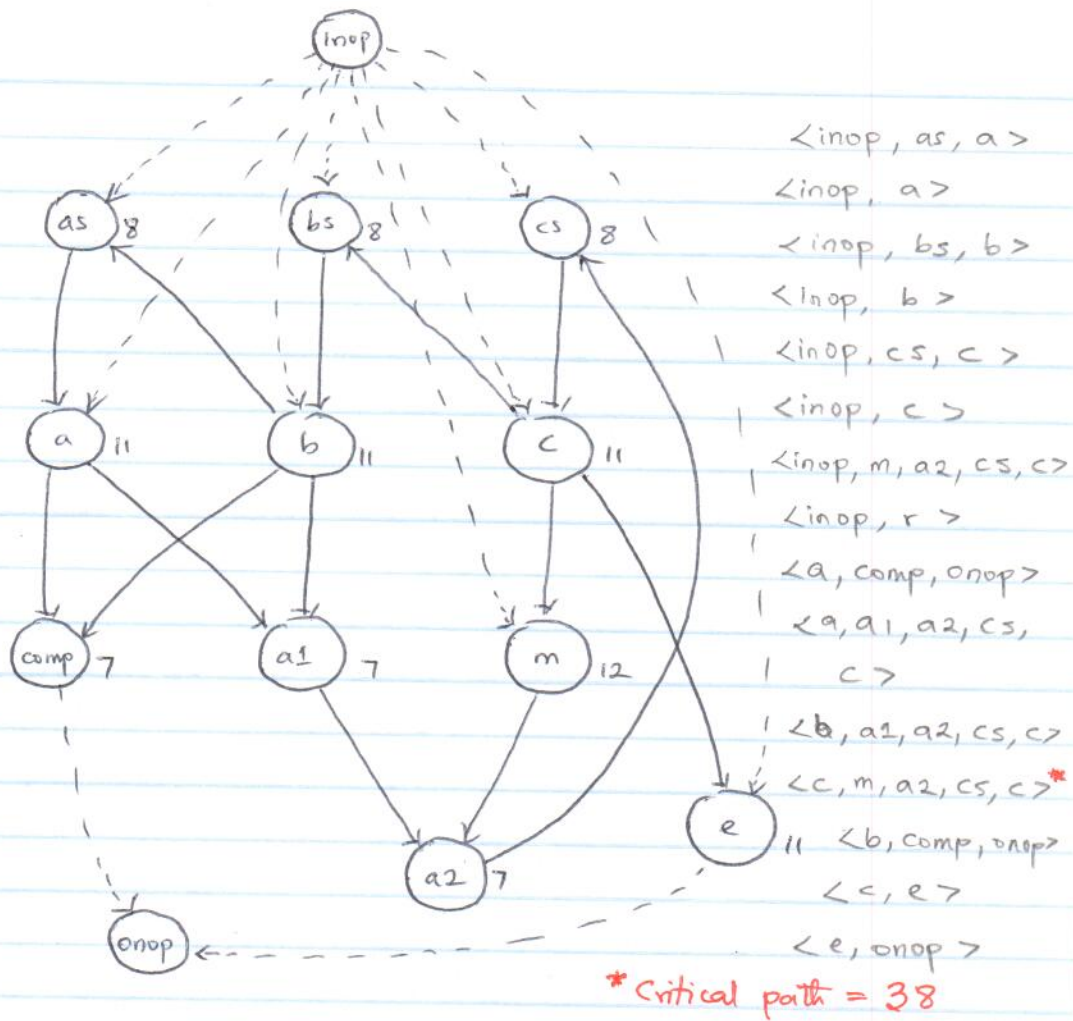 inop
as 8
bs 8
cs 8
a 11
b 11
c 11
comp 7
a1 7
m 12
a2 7
e 11
onop
<inop, as, a>
<inop, a>
<inop, bs, b>
<inop, b>
<inop, cs, c>
<inop, c>
<inop, m, a2, cs, c>
<inop, r>
<a, comp, onop>
<a, a1, a2, cs,
c>
<b, a1, a2, cs, c>
<c, m, a2, cs, c>*
<b, comp, onop>
<c, e>
<e, onop>
* Critical path = 38